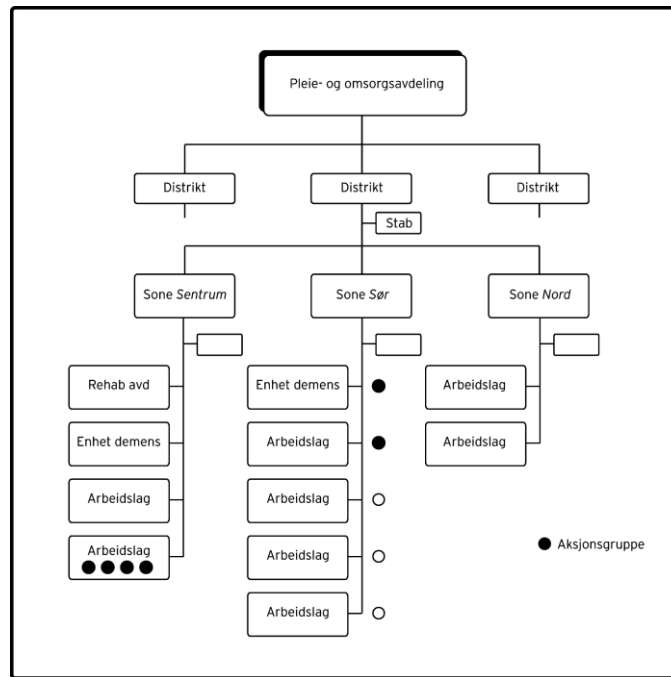 Pleie- og omsorgsavdeling
Distrikt
Distrikt
Distrikt
Stab
Sone Sentrum
Sone Sør
Sone Nord
Rehab avd
Enhet demens
Arbeidslag
Enhet demens
Arbeidslag
Arbeidslag
Arbeidslag
Arbeidslag
Arbeidslag
Arbeidslag
Arbeidslag
Aksjonsgruppe
Arbeidslag